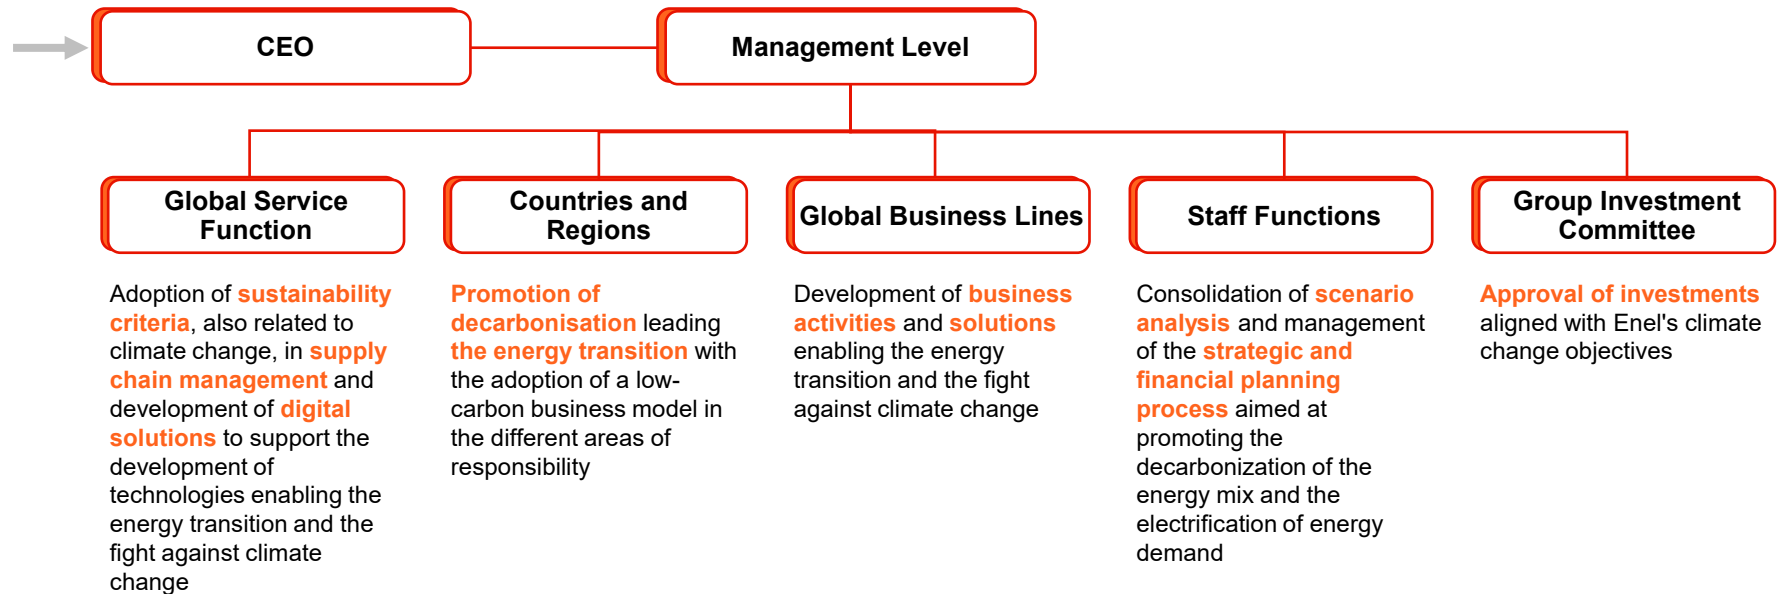 CEO
Management Level
Global Service
Function
Countries and
Regions
Global Business Lines
Staff Functions
Group Investment
Committee
Adoption of sustainability
criteria, also related to
climate change, in supply
chain management and
development of digital
solutions to support the
development of
technologies enabling the
energy transition and the
fight against climate
change
Promotion of
decarbonisation leading
the energy transition with
the adoption of a low-
carbon business model in
the different areas of
responsibility
Development of business
activities and solutions
enabling the energy
transition and the fight
against climate change
Consolidation of scenario
analysis and management
of the strategic and
financial planning
process aimed at
promoting the
decarbonization of the
energy mix and the
electrification of energy
demand
Approval of investments
aligned with Enel's climate
change objectives